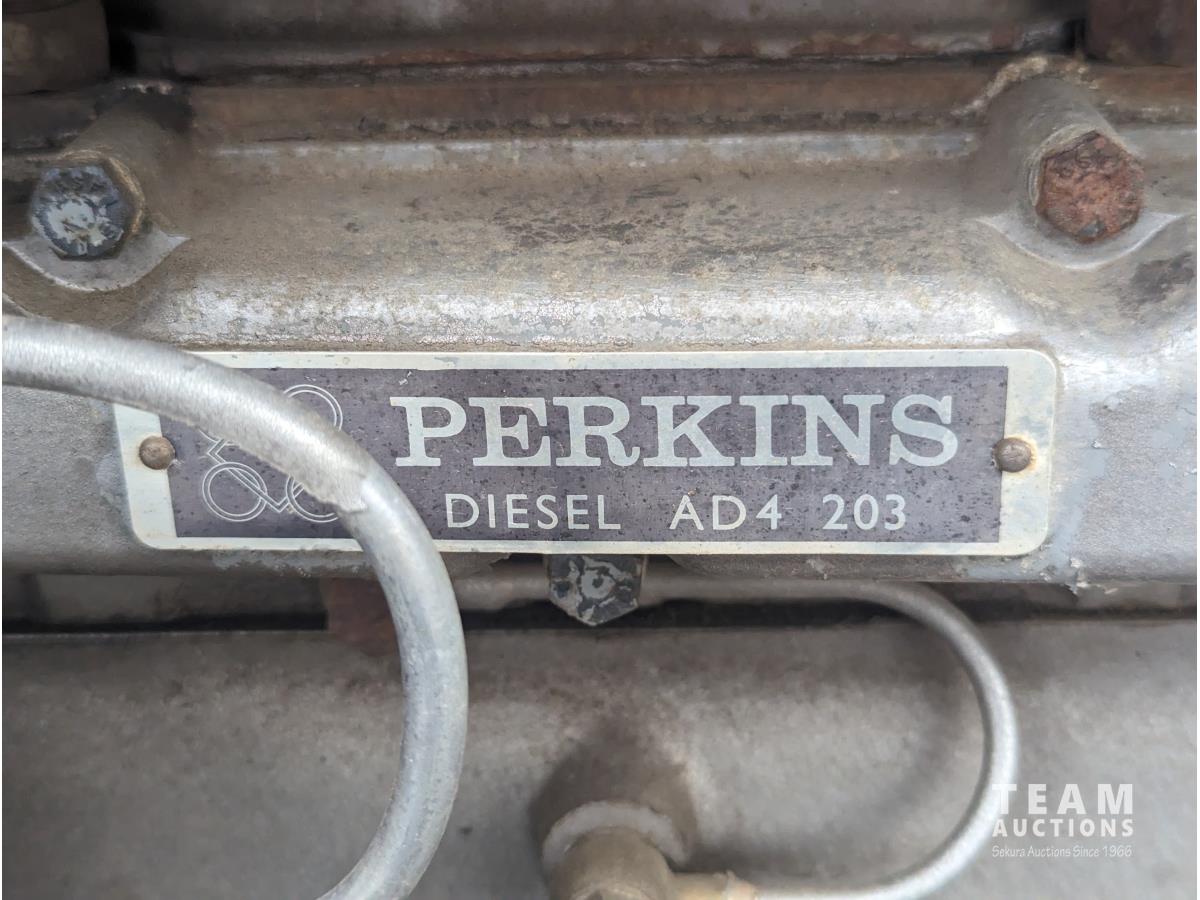 PERKINS
DIESEL AD4 203
TEAM
AUCTIONS
Sekura Auctions Since 1966